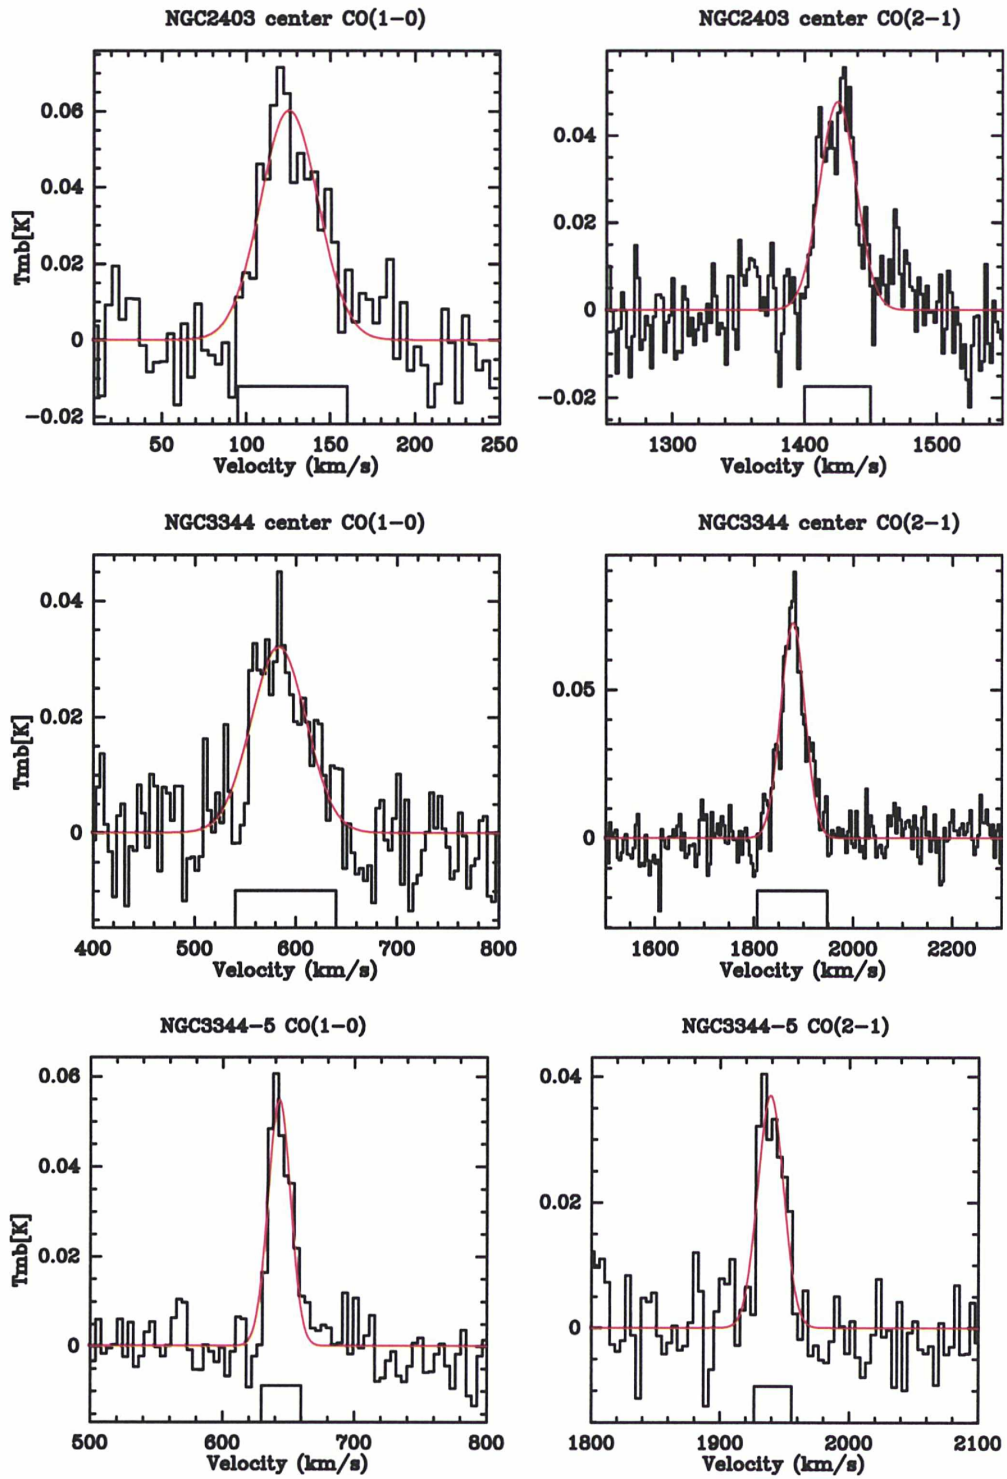 NGC2403 center CO(1-0)
NGC2403 center CO(2-1)
Tmb[K]
0.06
0.04
0.02
0
-0.02
50 100 150 200 250
Velocity (km/s)
0.04
0.02
0
-0.02
1300 1400 1500
Velocity (km/s)
NGC3344 center CO(1-0)
NGC3344 center CO(2-1)
Tmb[K]
0.04
0.02
0
400 500 600 700 800
Velocity (km/s)
0.05
0
1600 1800 2000 2200
Velocity (km/s)
NGC3344-5 CO(1-0)
NGC3344-5 CO(2-1)
Tmb[K]
0.06
0.04
0.02
0
500 600 700 800
Velocity (km/s)
0.04
0.02
0
1800 1900 2000 2100
Velocity (km/s)